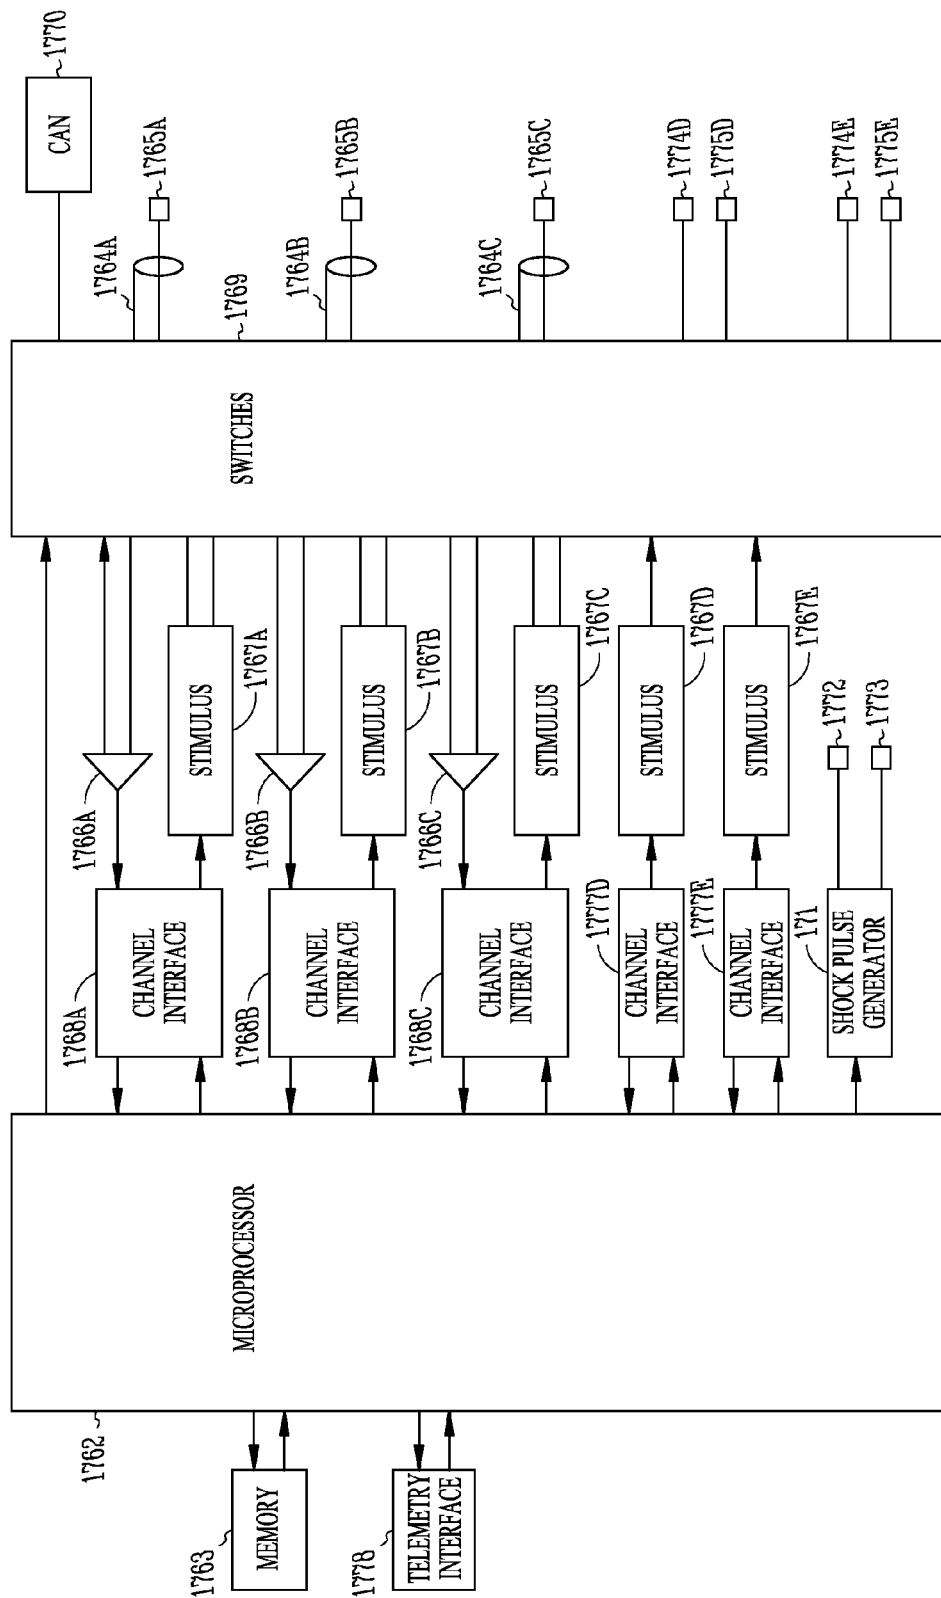 1770
CAN
1764A
1765A
1764B
1765B
1764C
1765C
1774D
1775D
1774E
1775E
1769
SWITCHES
1766A
STIMULUS
1767A
1766B
STIMULUS
1767B
1766C
STIMULUS
1767C
STIMULUS
1767D
STIMULUS
1767E
1772
1773
1768A
CHANNEL
INTERFACE
1768B
CHANNEL
INTERFACE
1768C
CHANNEL
INTERFACE
1777D
CHANNEL
INTERFACE
1777E
CHANNEL
INTERFACE
171
SHOCK PULSE
GENERATOR
MICROPROCESSOR
1762
1763
MEMORY
1778
TELEMETRY
INTERFACE